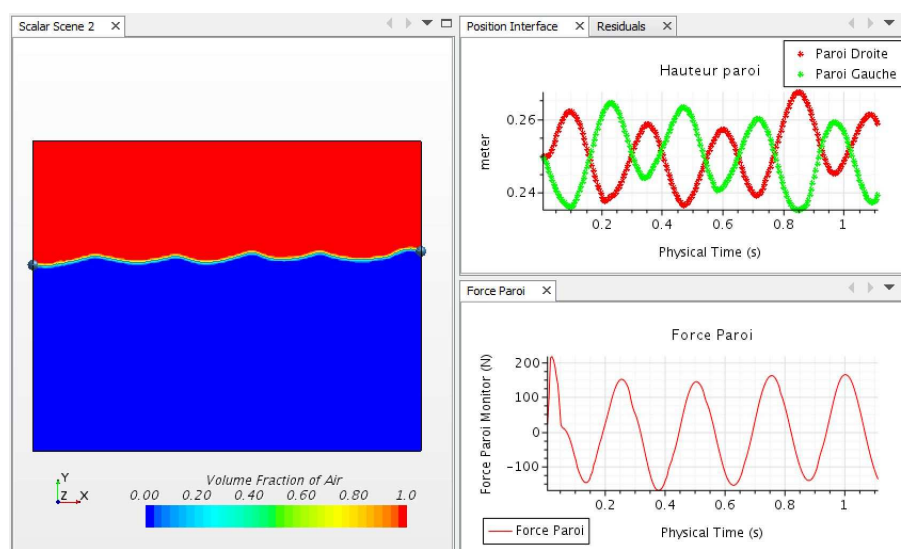 Scalar Scene 2
Y
Z X
Volume Fraction of Air
0.00 0.20 0.40 0.60 0.80 1.0
Position Interface
Residuals
Paroi Droite
Paroi Gauche
Hauteur paroi
0.26
meter
0.24
0.2 0.4 0.6 0.8 1
Physical Time (s)
Force Paroi
Force Paroi
200
100
0
-100
Force Paroi Monitor (N)
0.2 0.4 0.6 0.8 1
Physical Time (s)
Force Paroi